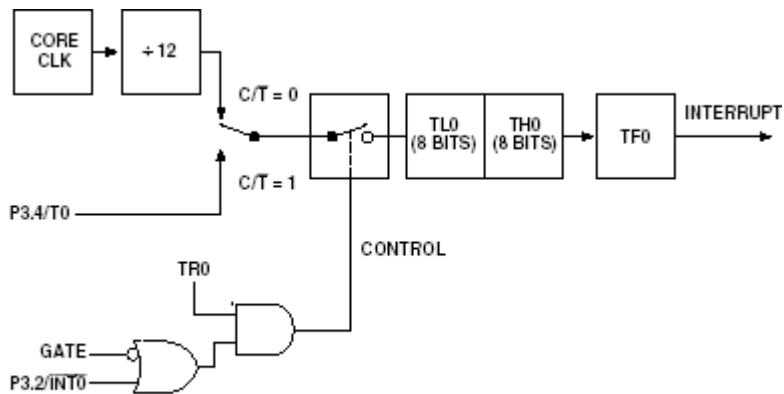 CORE
CLK
÷ 12
C/T̅ = 0
TL0
(8 BITS)
TH0
(8 BITS)
TF0
INTERRUPT
C/T̅ = 1
P3.4/T0
CONTROL
TR0
GATE
P3.2/I̅N̅T̅0̅